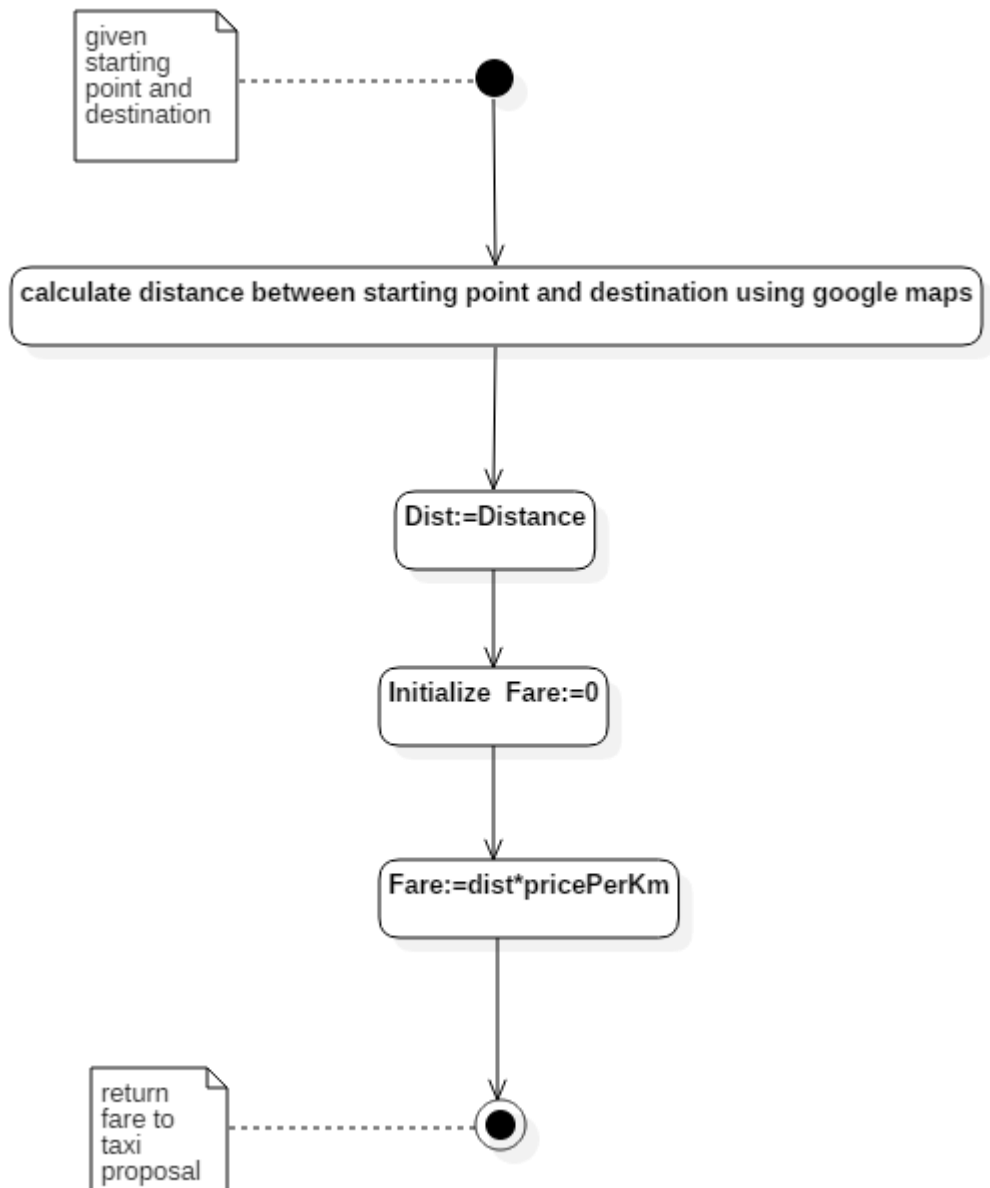 given
starting
point and
destination
calculate distance between starting point and destination using google maps
Dist:=Distance
Initialize  Fare:=0
Fare:=dist*pricePerKm
return
fare to
taxi
proposal